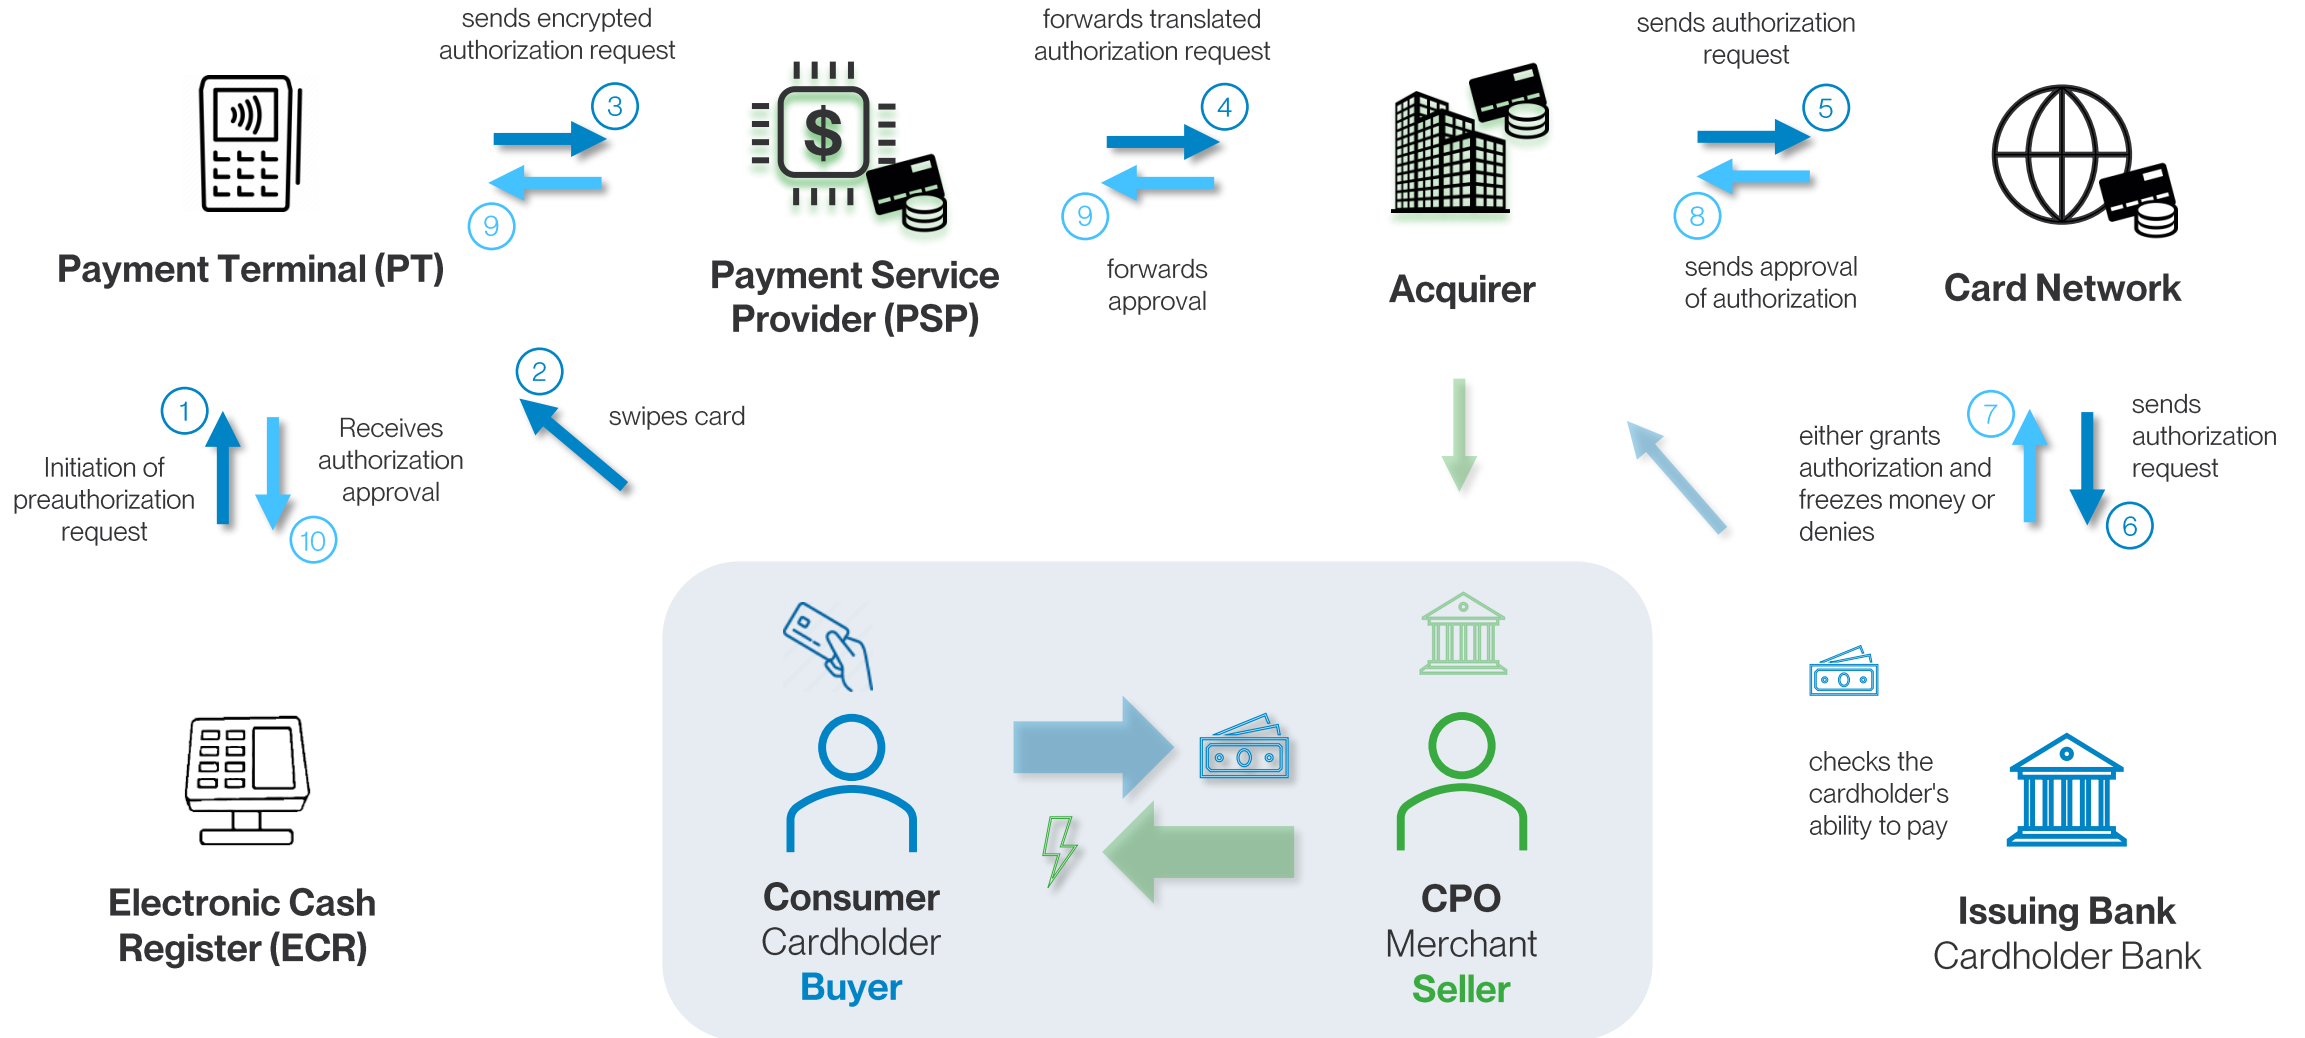 sends encrypted
authorization request
3
9
Payment Terminal (PT)
forwards translated
authorization request
4
9
forwards
approval
Payment Service
Provider (PSP)
sends authorization
request
5
8
sends approval
of authorization
Acquirer
Card Network
1
Initiation of
preauthorization
request
Receives
authorization
approval
10
2
swipes card
7
either grants
authorization and
freezes money or
denies
sends
authorization
request
6
$
checks the
cardholder's
ability to pay
Electronic Cash
Register (ECR)
Consumer
Cardholder
Buyer
CPO
Merchant
Seller
Issuing Bank
Cardholder Bank